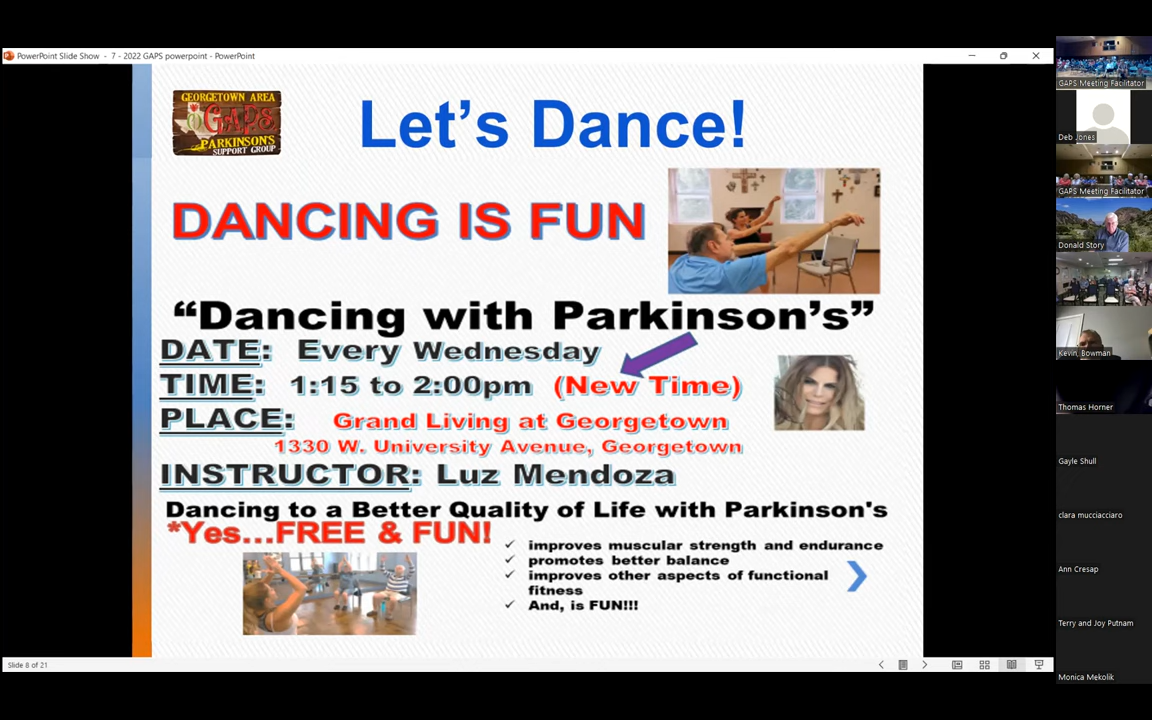 PowerPoint Slide Show - 7 - 2022 GAPS powerpoint - PowerPoint
GEORGETOWN AREA
GAPS
PARKINSON'S
SUPPORT GROUP
Let's Dance!
DANCING IS FUN
“Dancing with Parkinson's”
DATE: Every Wednesday
TIME: 1:15 to 2:00pm (New Time)
PLACE: Grand Living at Georgetown
1330 W. University Avenue, Georgetown
INSTRUCTOR: Luz Mendoza
Dancing to a Better Quality of Life with Parkinson's
*Yes...FREE & FUN!
✓ improves muscular strength and endurance
✓ promotes better balance
✓ improves other aspects of functional
fitness
✓ And, is FUN!!!
Slide 8 of 21
GAPS Meeting Facilitator
Deb Jones
GAPS Meeting Facilitator
Donald Story
Kevin, Bowman
Thomas Horner
Gayle Shull
clara mucciacciaro
Ann Cresap
Terry and Joy Putnam
Monica Mekolik